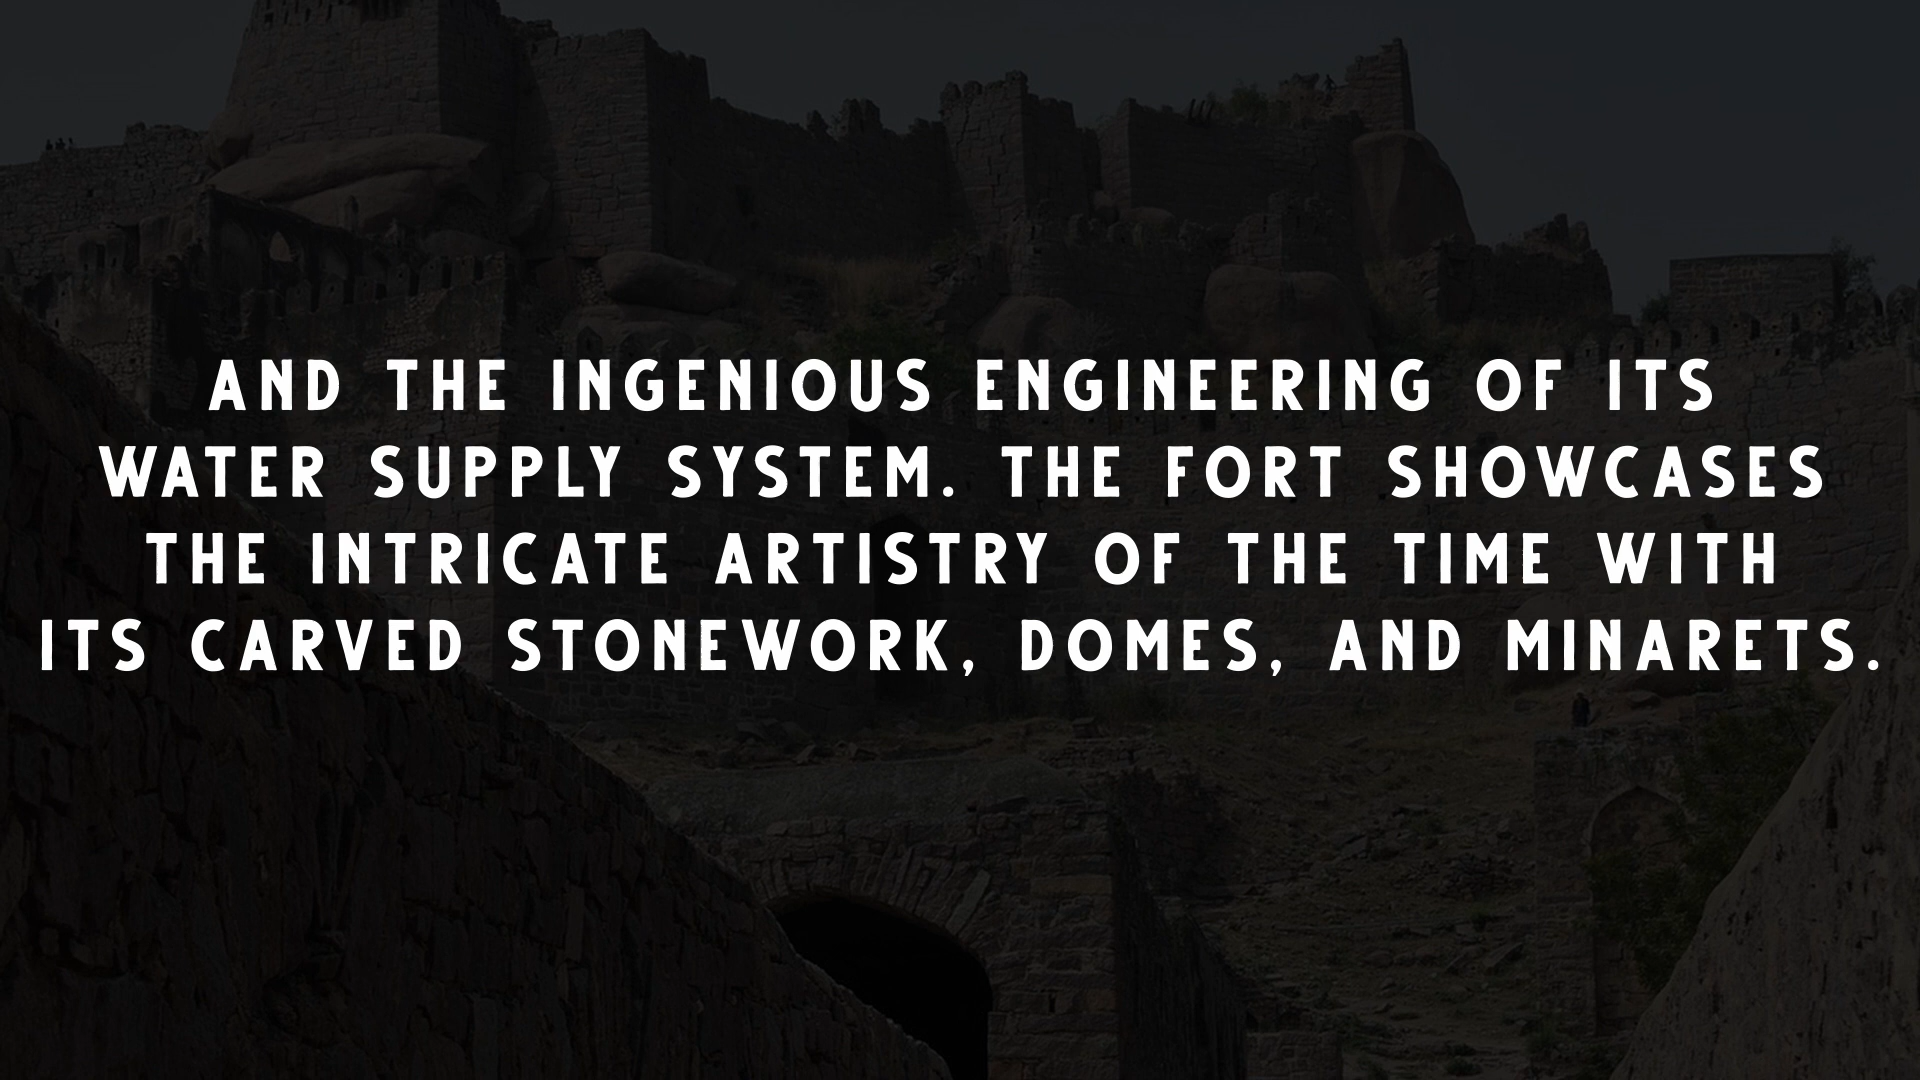 AND THE INGENIOUS ENGINEERING OF ITS
WATER SUPPLY SYSTEM. THE FORT SHOWCASES
THE INTRICATE ARTISTRY OF THE TIME WITH
ITS CARVED STONEWORK, DOMES, AND MINARETS.